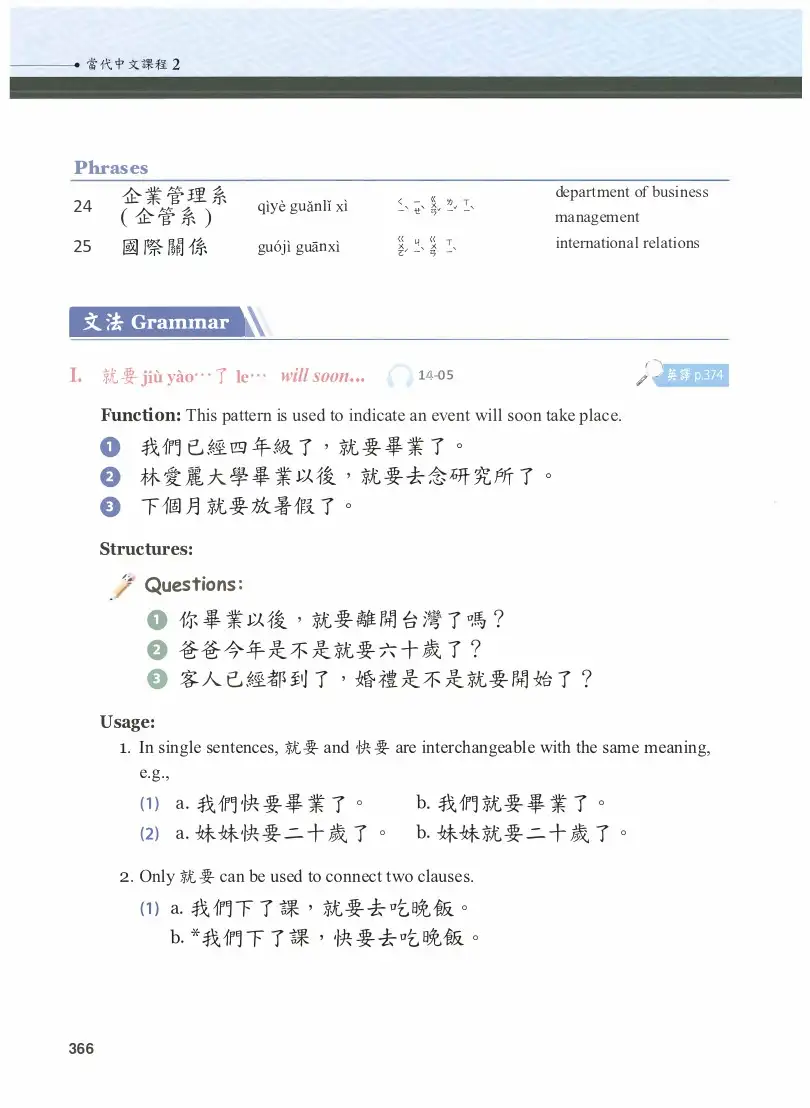 當代中文課程 2
Phrases
24 企業管理系 qìyè guǎnlǐ xì ㄑㄧˋ ㄧㄝˋ ㄍㄨㄢˇ ㄌㄧˇ ㄒㄧˋ department of business
(企管系) management
25 國際關係 guójì guānxì ㄍㄨㄛˊ ㄐㄧˋ ㄍㄨㄢ ㄒㄧˋ international relations
文法 Grammar
I. 就要 jiù yào…了 le… will soon... 14-05 英譯 p.374
Function: This pattern is used to indicate an event will soon take place.
1 我們已經四年級了，就要畢業了。
2 林愛麗大學畢業以後，就要去念研究所了。
3 下個月就要放暑假了。
Structures:
Questions:
1 你畢業以後，就要離開台灣了嗎？
2 爸爸今年是不是就要六十歲了？
3 客人已經都到了，婚禮是不是就要開始了？
Usage:
1. In single sentences, 就要 and 快要 are interchangeable with the same meaning,
e.g.,
(1) a. 我們快要畢業了。 b. 我們就要畢業了。
(2) a. 妹妹快要二十歲了。 b. 妹妹就要二十歲了。
2. Only 就要 can be used to connect two clauses.
(1) a. 我們下了課，就要去吃晚飯。
b. *我們下了課，快要去吃晚飯。
366